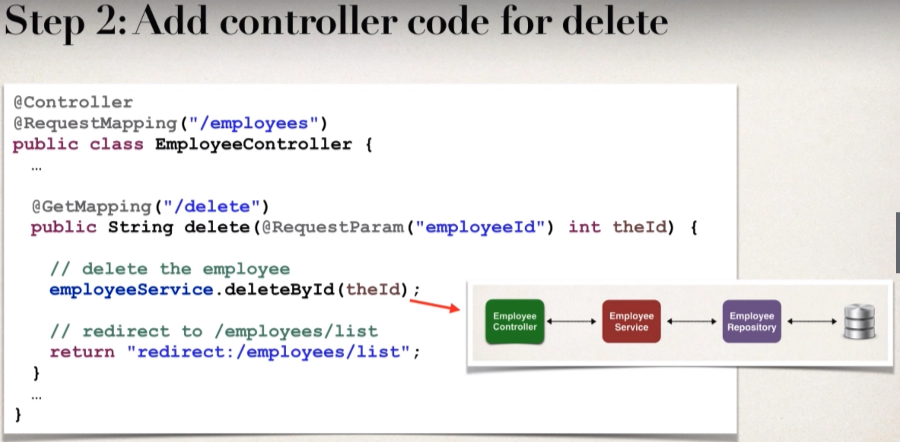 Step 2: Add controller code for delete
@Controller
@RequestMapping("/employees")
public class EmployeeController {
...
@GetMapping("/delete")
public String delete(@RequestParam("employeeId") int theId) {
// delete the employee
employeeService.deleteById(theId);
// redirect to /employees/list
return "redirect:/employees/list";
}
...
}
Employee
Controller
Employee
Service
Employee
Repository